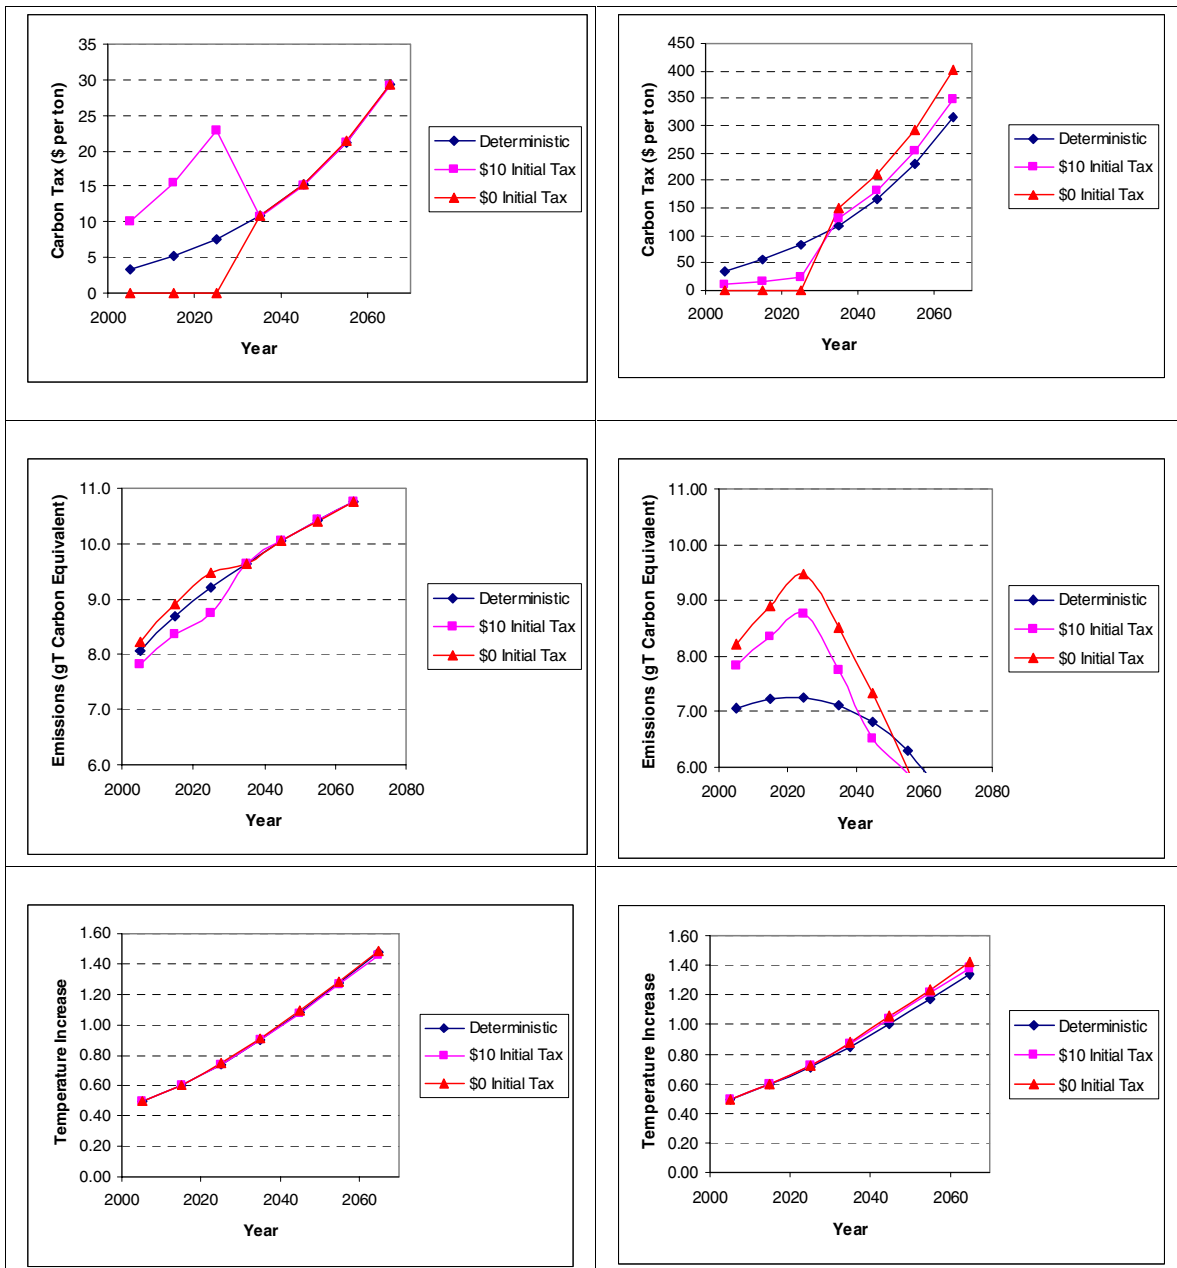 Carbon Tax ($ per ton)
35
30
25
20
15
10
5
0
2000 2020 2040 2060
Year
Deterministic
$10 Initial Tax
$0 Initial Tax
Carbon Tax ($ per ton)
450
400
350
300
250
200
150
100
50
0
2000 2020 2040 2060
Year
Deterministic
$10 Initial Tax
$0 Initial Tax
Emissions (gT Carbon Equivalent)
11.0
10.0
9.0
8.0
7.0
6.0
2000 2020 2040 2060 2080
Year
Deterministic
$10 Initial Tax
$0 Initial Tax
Emissions (gT Carbon Equivalent)
11.00
10.00
9.00
8.00
7.00
6.00
2000 2020 2040 2060 2080
Year
Deterministic
$10 Initial Tax
$0 Initial Tax
Temperature Increase
1.60
1.40
1.20
1.00
0.80
0.60
0.40
0.20
0.00
2000 2020 2040 2060
Year
Deterministic
$10 Initial Tax
$0 Initial Tax
Temperature Increase
1.60
1.40
1.20
1.00
0.80
0.60
0.40
0.20
0.00
2000 2020 2040 2060
Year
Deterministic
$10 Initial Tax
$0 Initial Tax